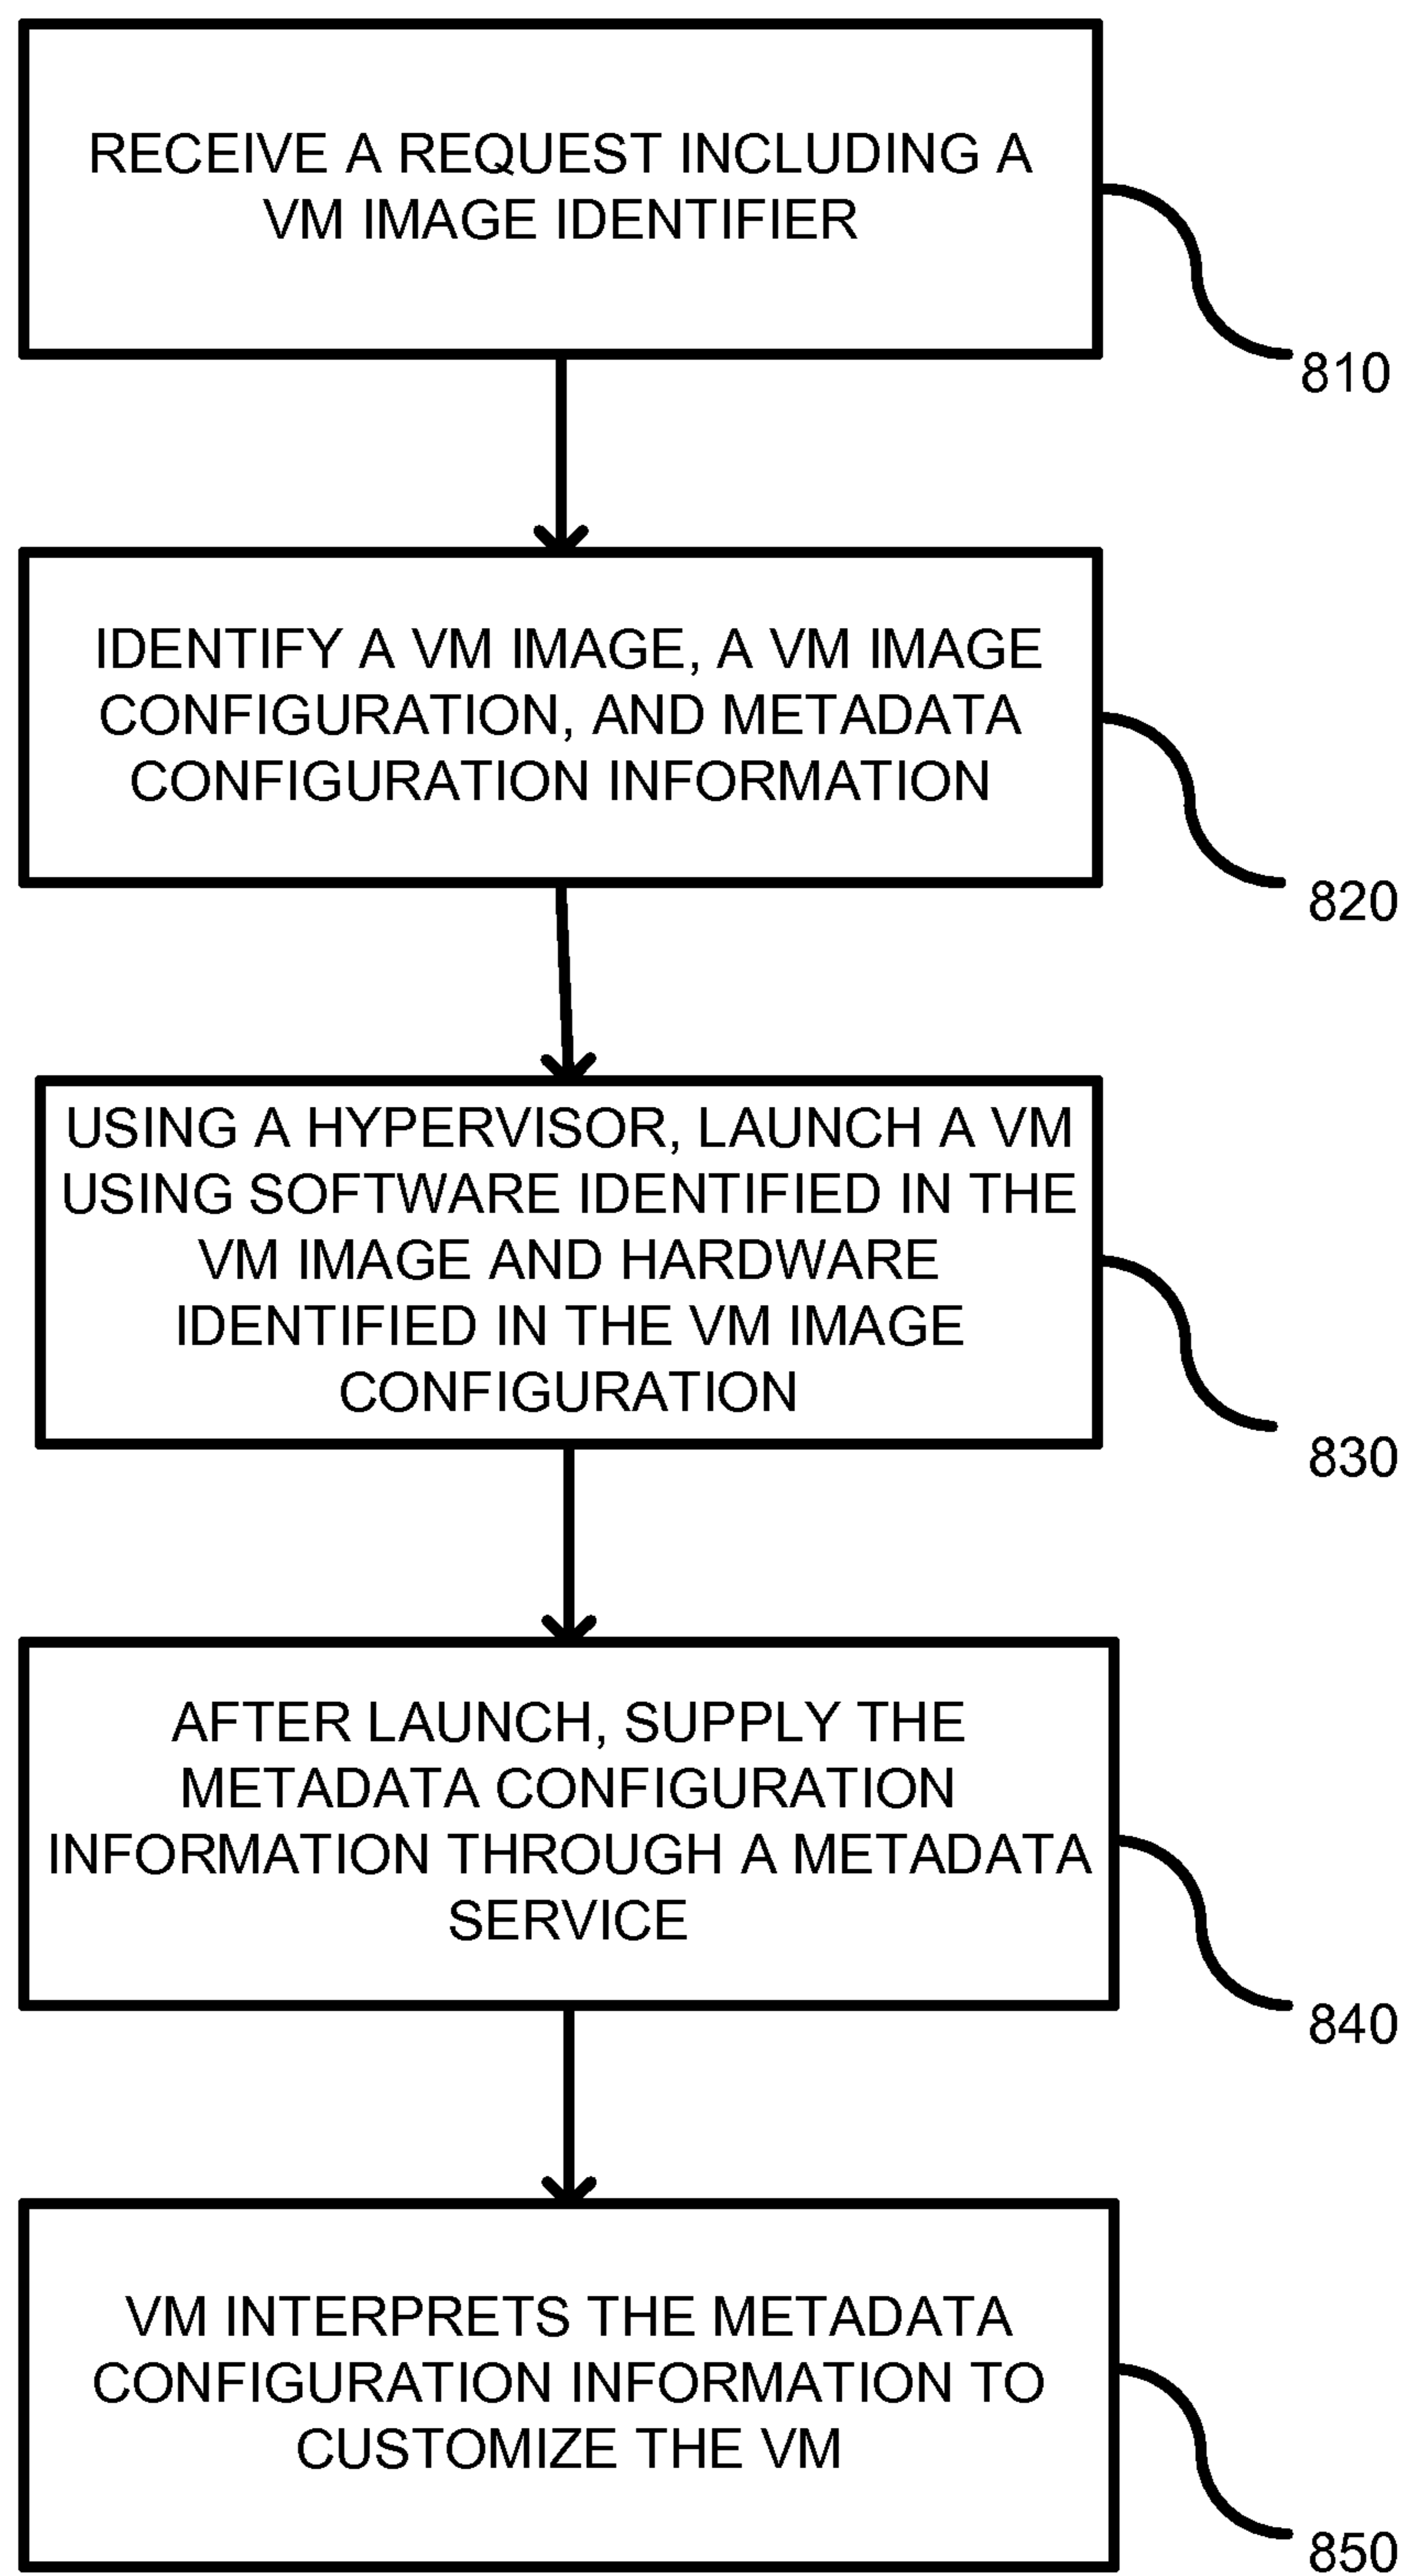 RECEIVE A REQUEST INCLUDING A
VM IMAGE IDENTIFIER
810
IDENTIFY A VM IMAGE, A VM IMAGE
CONFIGURATION, AND METADATA
CONFIGURATION INFORMATION
820
USING A HYPERVISOR, LAUNCH A VM
USING SOFTWARE IDENTIFIED IN THE
VM IMAGE AND HARDWARE
IDENTIFIED IN THE VM IMAGE
CONFIGURATION
830
AFTER LAUNCH, SUPPLY THE
METADATA CONFIGURATION
INFORMATION THROUGH A METADATA
SERVICE
840
VM INTERPRETS THE METADATA
CONFIGURATION INFORMATION TO
CUSTOMIZE THE VM
850